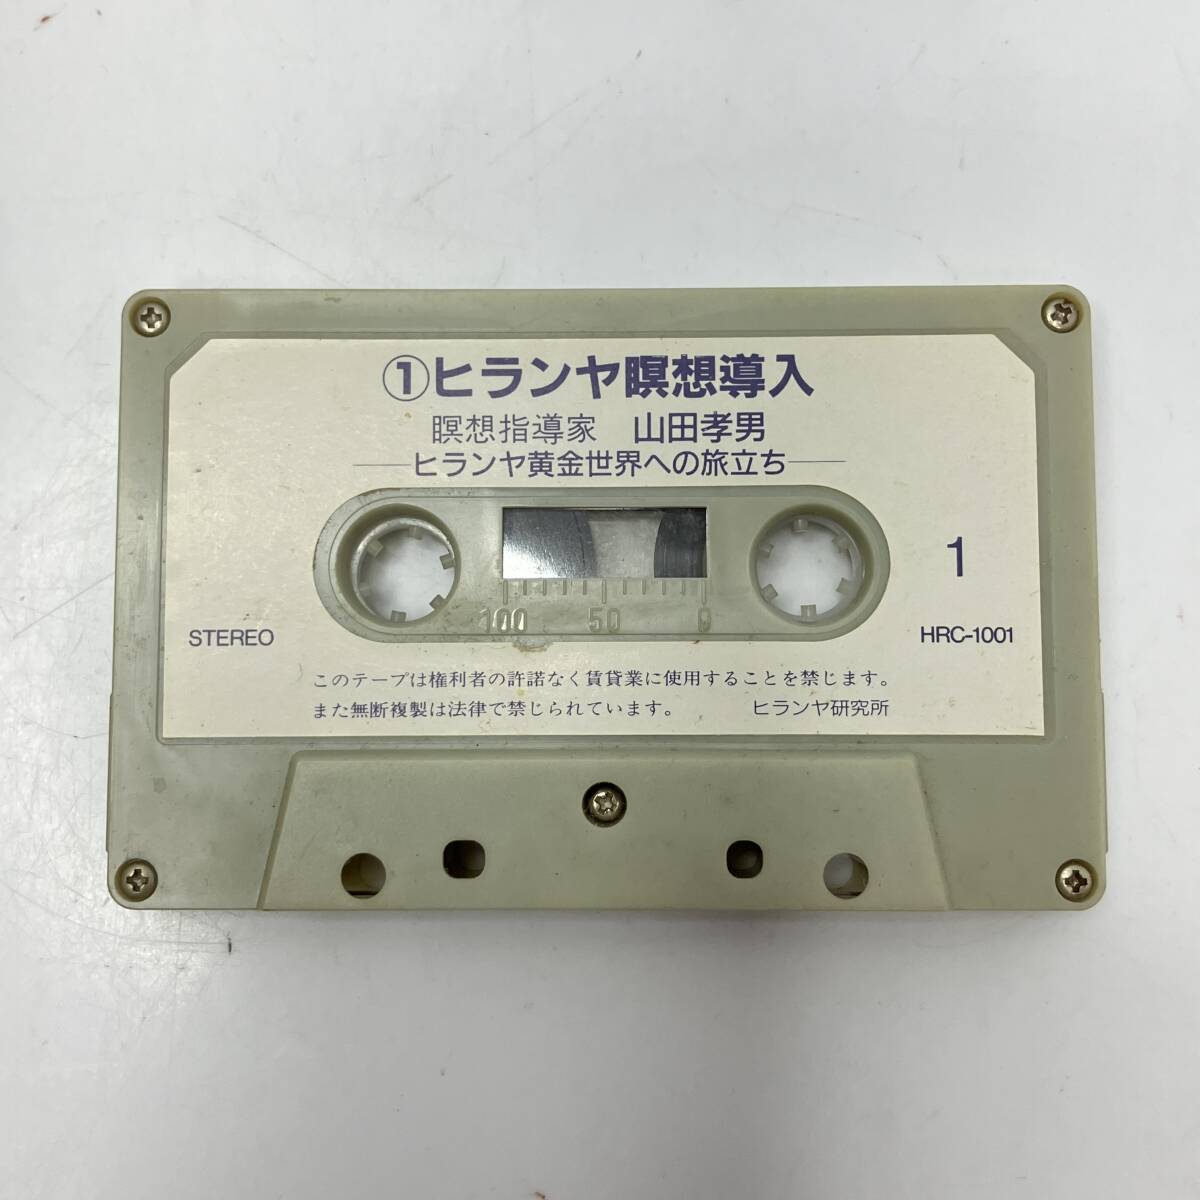 ①ヒランヤ瞑想導入
瞑想指導家 山田孝男
ヒランヤ黄金世界への旅立ち
1
100 50 0
STEREO
HRC-1001
このテープは権利者の許諾なく賃貸業に使用することを禁じます。
また無断複製は法律で禁じられています。 ヒランヤ研究所